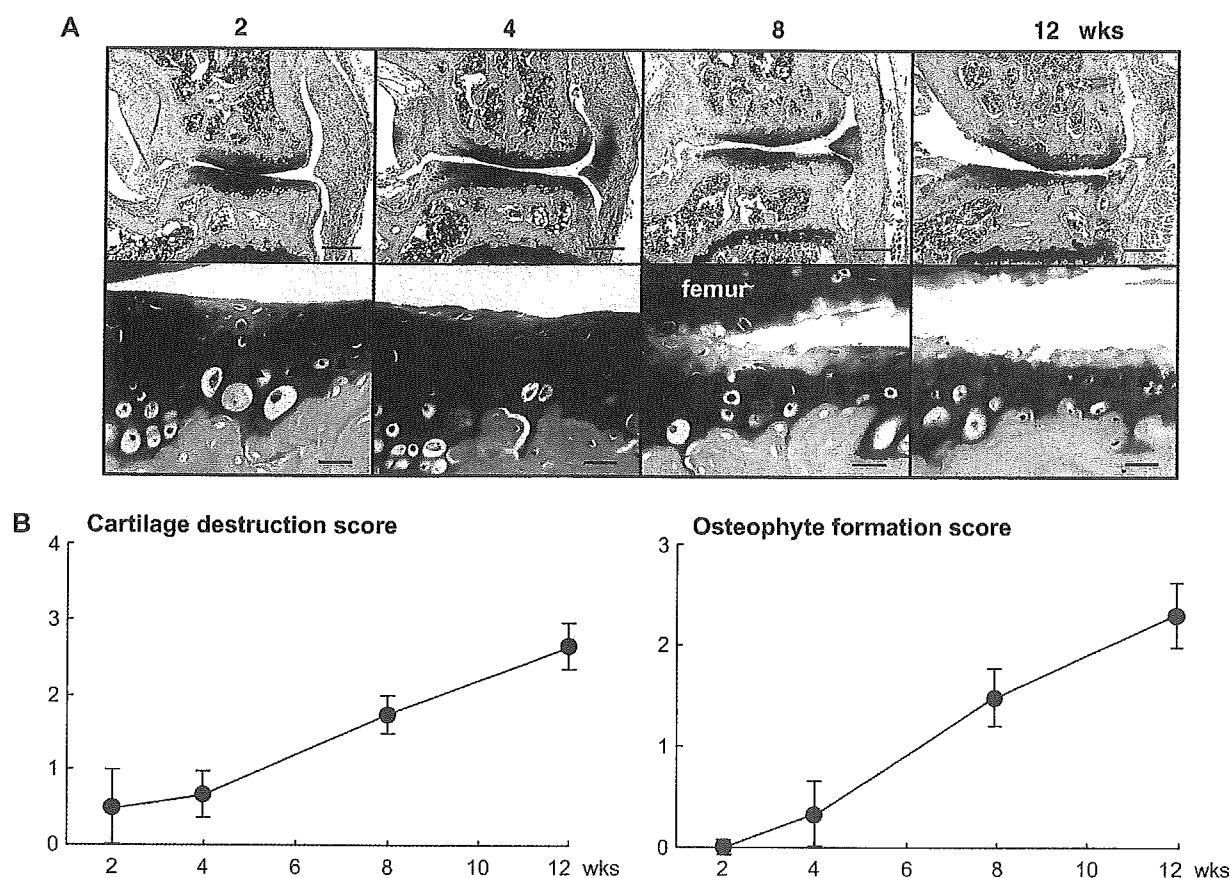 A
2 4 8 12 wks
femur
B
Cartilage destruction score
4
3
2
1
0
2 4 6 8 10 12 wks
Osteophyte formation score
3
2
1
0
2 4 6 8 10 12 wks